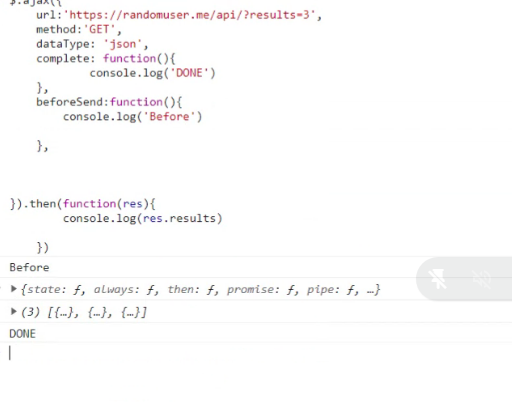 $.ajax({
url:'https://randomuser.me/api/?results=3',
method:'GET',
dataType: 'json',
complete: function(){
console.log('DONE')
},
beforeSend:function(){
console.log('Before')
},
}).then(function(res){
console.log(res.results)
})
Before
{state: ƒ, always: ƒ, then: ƒ, promise: ƒ, pipe: ƒ, …}
(3) [{…}, {…}, {…}]
DONE